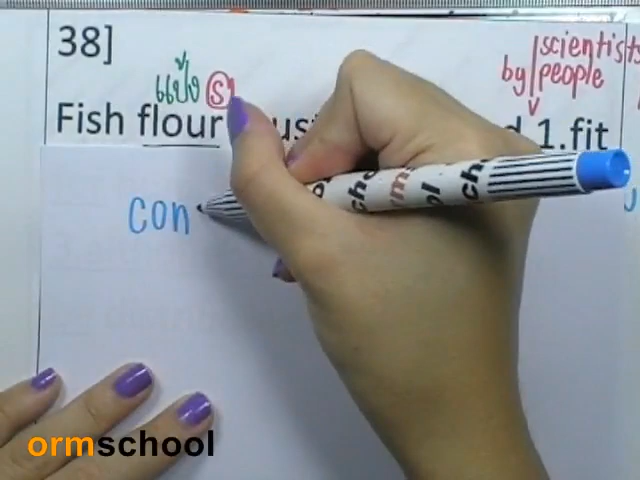 38]
scientists
แป้ง S by people
Fish flour 1.fit
con
ormschool